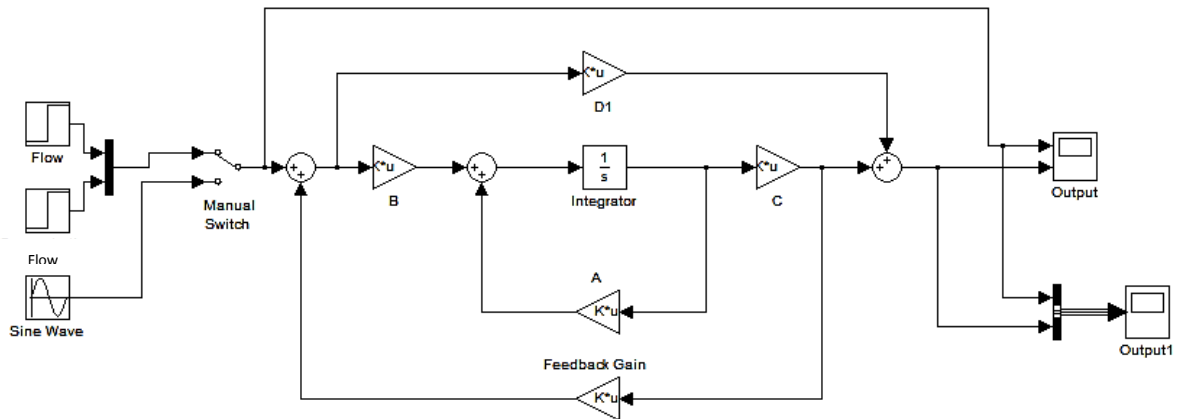 K*u
D1
Flow
Flow
Sine Wave
Manual
Switch
+
+
K*u
B
+
+
1
s
Integrator
K*u
C
+
+
A
K*u
Feedback Gain
K*u
Output
Output1